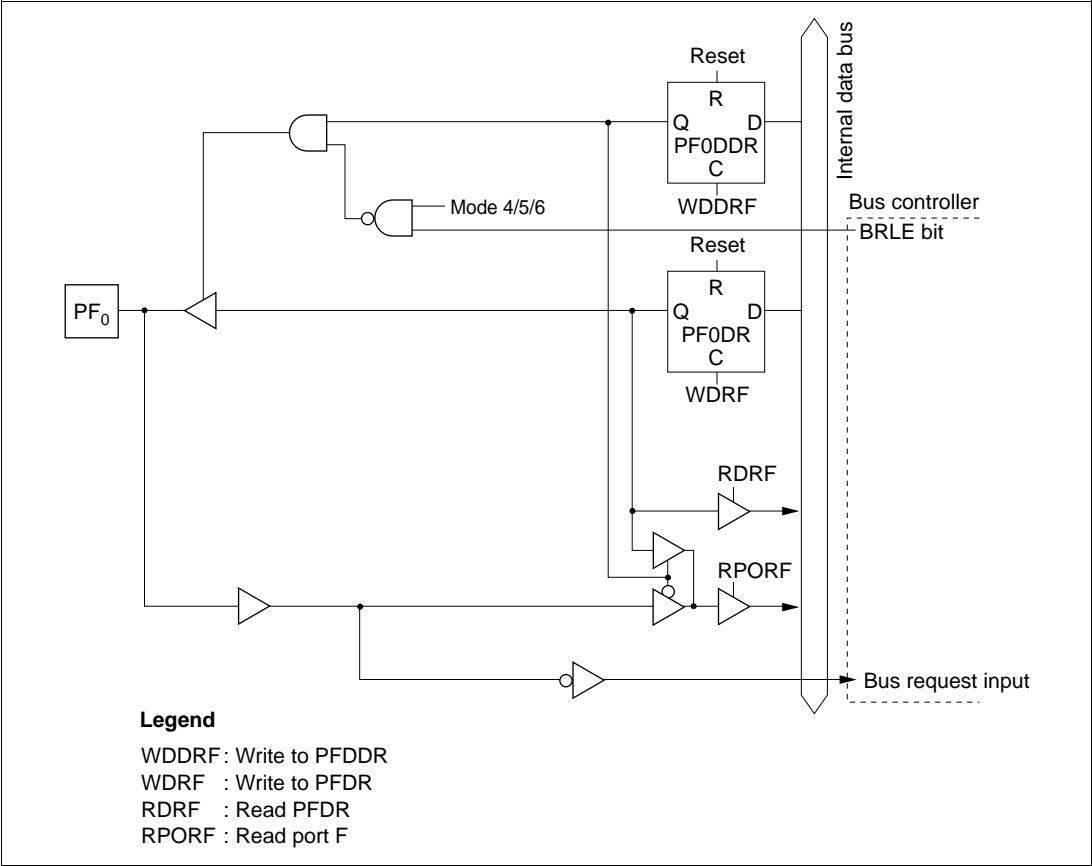 Reset
R
Q D
PF0DDR
C
WDDRF
Internal data bus
Mode 4/5/6
Bus controller
BRLE bit
Reset
R
Q D
PF0DR
C
WDRF
PF0
RDRF
RPORF
Bus request input
Legend
WDDRF : Write to PFDDR
WDRF : Write to PFDR
RDRF : Read PFDR
RPORF : Read port F